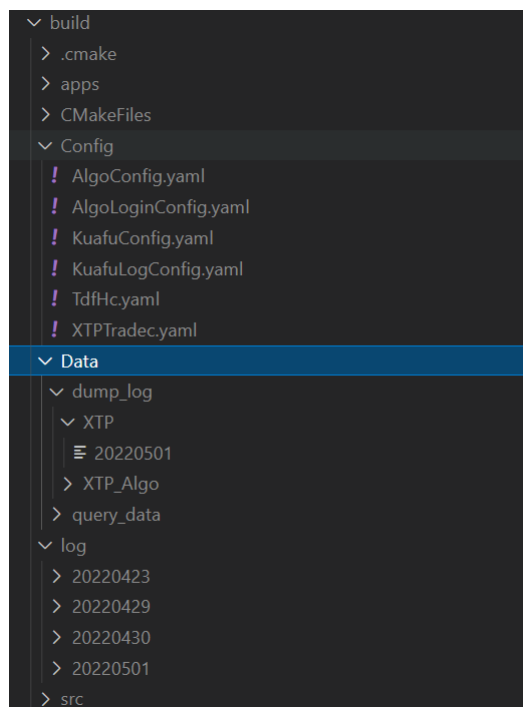 build
.cmake
apps
CMakeFiles
Config
! AlgoConfig.yaml
! AlgoLoginConfig.yaml
! KuafuConfig.yaml
! KuafuLogConfig.yaml
! TdfHc.yaml
! XTPTradec.yaml
Data
dump_log
XTP
20220501
XTP_Algo
query_data
log
20220423
20220429
20220430
20220501
src